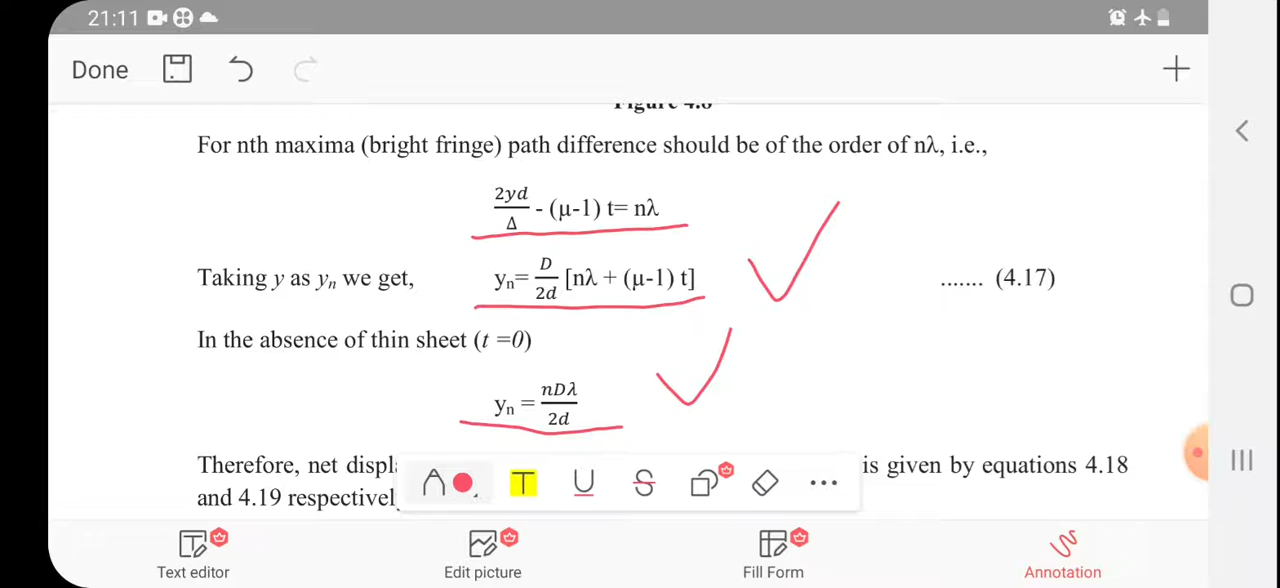 21:11
Done
Figure 4.8
For nth maxima (bright fringe) path difference should be of the order of nλ, i.e.,
2yd/Δ - (μ-1) t= nλ
Taking y as yₙ we get, yₙ= D/2d [nλ + (μ-1) t] ....... (4.17)
In the absence of thin sheet (t =0)
yₙ = nDλ/2d
Therefore, net displ is given by equations 4.18
and 4.19 respectivel
T U S
Text editor Edit picture Fill Form Annotation